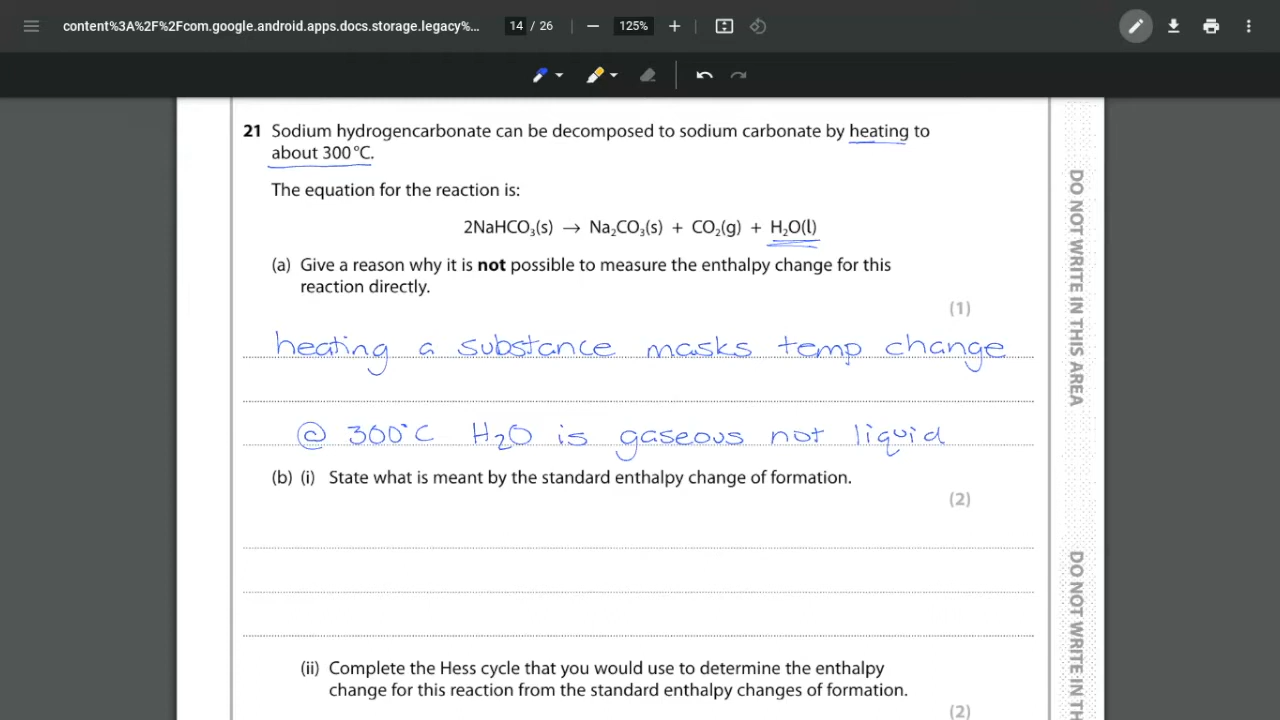 content%3A%2F%2Fcom.google.android.apps.docs.storage.legacy%... 14 / 26 125%
21 Sodium hydrogencarbonate can be decomposed to sodium carbonate by heating to
about 300 °C.
The equation for the reaction is:
2NaHCO₃(s) → Na₂CO₃(s) + CO₂(g) + H₂O(l)
(a) Give a reason why it is not possible to measure the enthalpy change for this
reaction directly.
(1)
heating a substance masks temp change
@ 300°C H₂O is gaseous not liquid
(b) (i) State what is meant by the standard enthalpy change of formation.
(2)
(ii) Complete the Hess cycle that you would use to determine the enthalpy
change for this reaction from the standard enthalpy changes of formation.
(2)
DO NOT WRITE IN THIS AREA
DO NOT WRITE IN TH